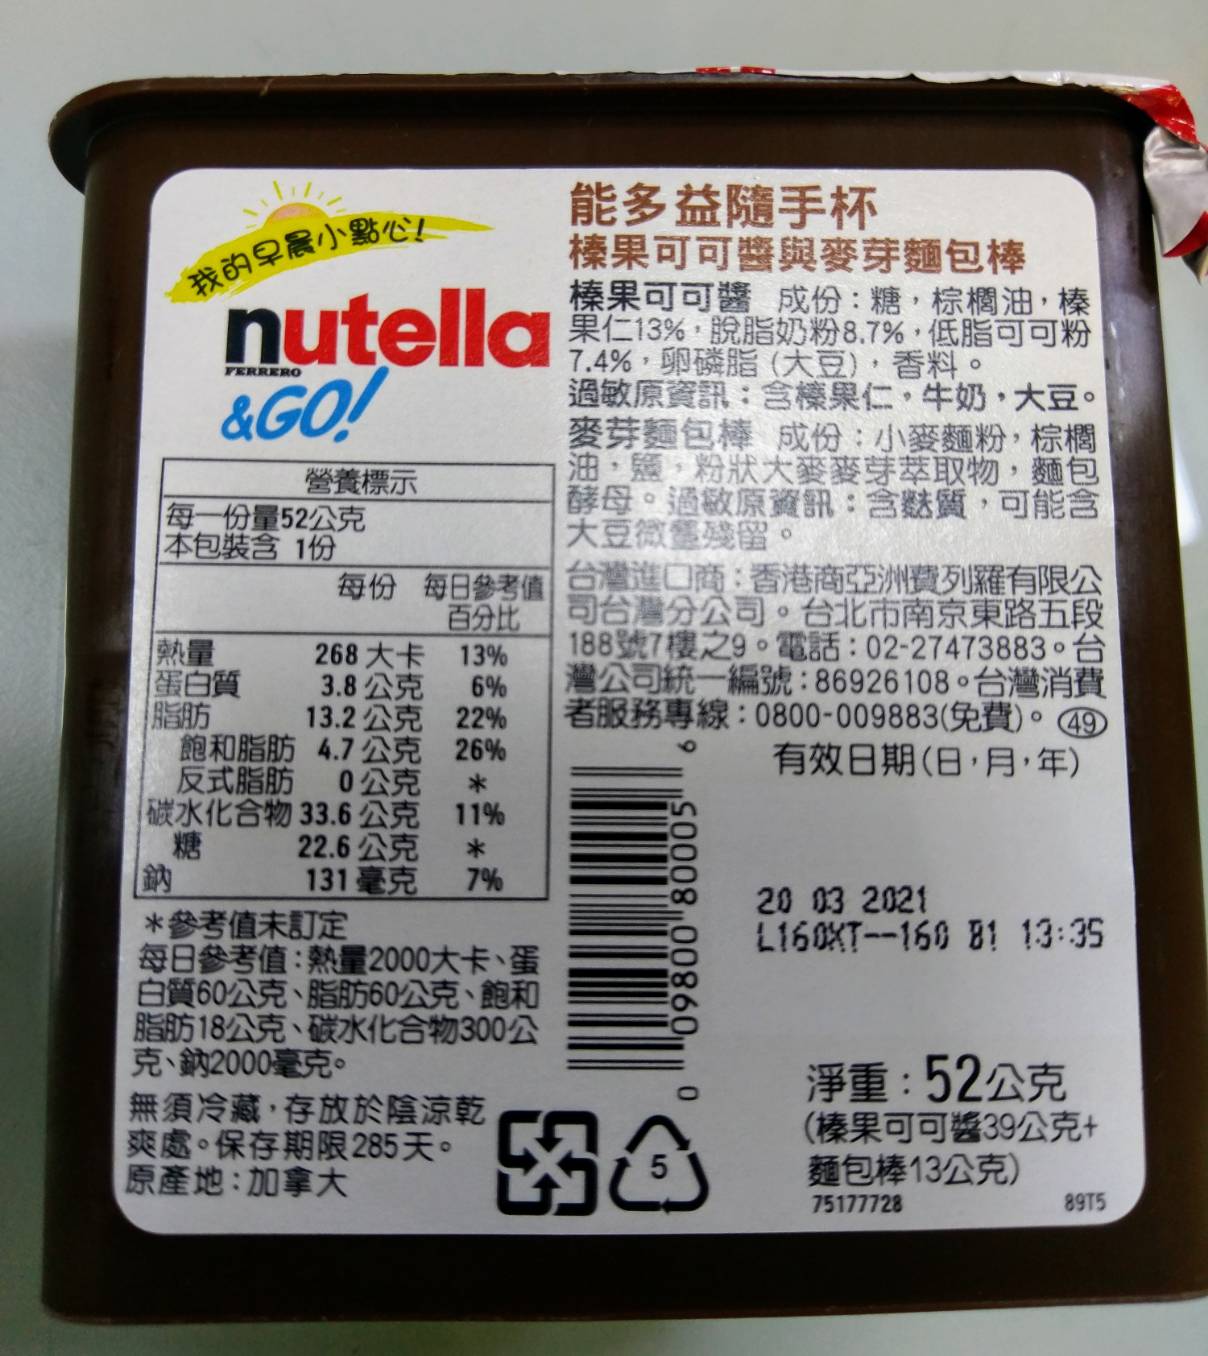 我的早晨小點心!
nutella
FERRERO
&GO!
營養標示
每一份量52公克
本包裝含 1份
每份 每日參考值
百分比
熱量 268 大卡 13%
蛋白質 3.8 公克 6%
脂肪 13.2 公克 22%
飽和脂肪 4.7 公克 26%
反式脂肪 0 公克 *
碳水化合物 33.6 公克 11%
糖 22.6 公克 *
鈉 131 毫克 7%
*參考值未訂定
每日參考值:熱量2000大卡、蛋
白質60公克、脂肪60公克、飽和
脂肪18公克、碳水化合物300公
克、鈉2000毫克。
無須冷藏,存放於陰涼乾
爽處。保存期限285天。
原產地:加拿大
能多益隨手杯
榛果可可醬與麥芽麵包棒
榛果可可醬 成份:糖,棕櫚油,榛
果仁13%,脫脂奶粉8.7%,低脂可可粉
7.4%,卵磷脂(大豆),香料。
過敏原資訊:含榛果仁,牛奶,大豆。
麥芽麵包棒 成份:小麥麵粉,棕櫚
油,鹽,粉狀大麥麥芽萃取物,麵包
酵母。過敏原資訊:含麩質,可能含
大豆微量殘留。
台灣進口商:香港商亞洲費列羅有限公
司台灣分公司。台北市南京東路五段
188號7樓之9。電話:02-27473883。台
灣公司統一編號:86926108。台灣消費
者服務專線:0800-009883(免費)。 49
有效日期(日,月,年)
0 09800 80005 6
20 03 2021
L160XT--160 B1 13:35
淨重:52公克
(榛果可可醬39公克+
麵包棒13公克)
75177728 89T5
5